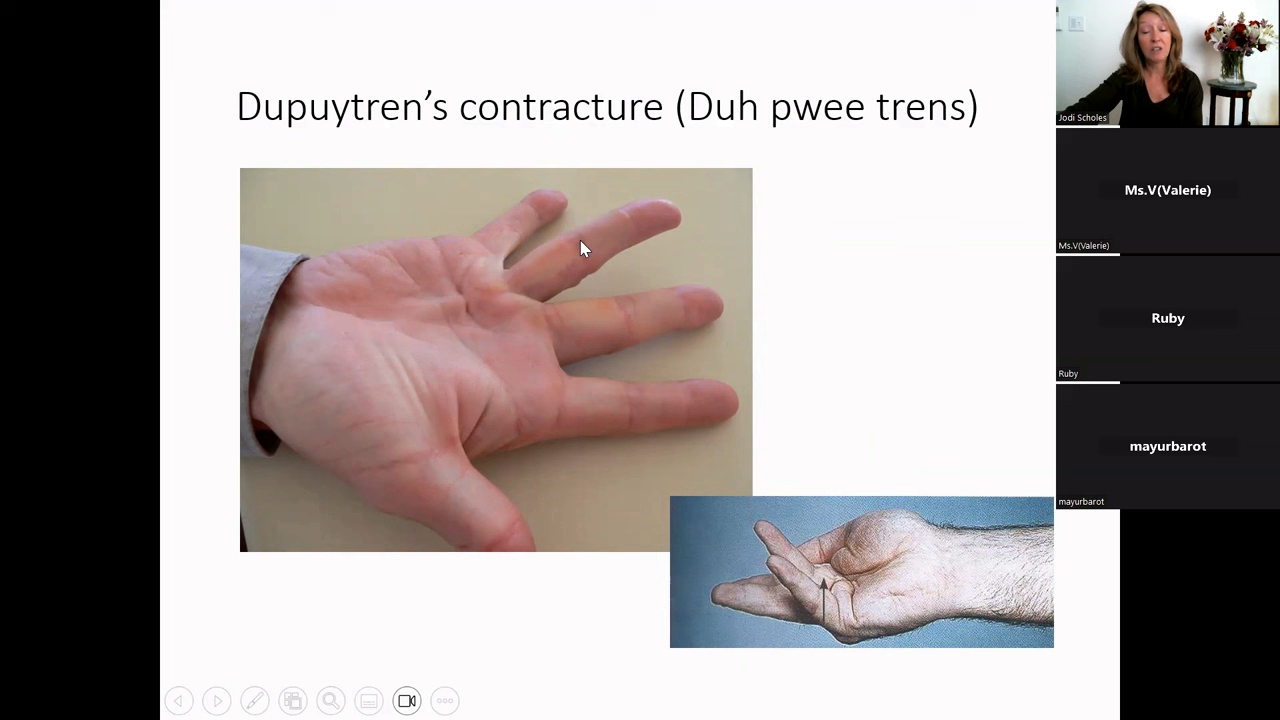 Dupuytren’s contracture (Duh pwee trens)
Jodi Scholes
Ms.V(Valerie)
Ms.V(Valerie)
Ruby
Ruby
mayurbarot
mayurbarot